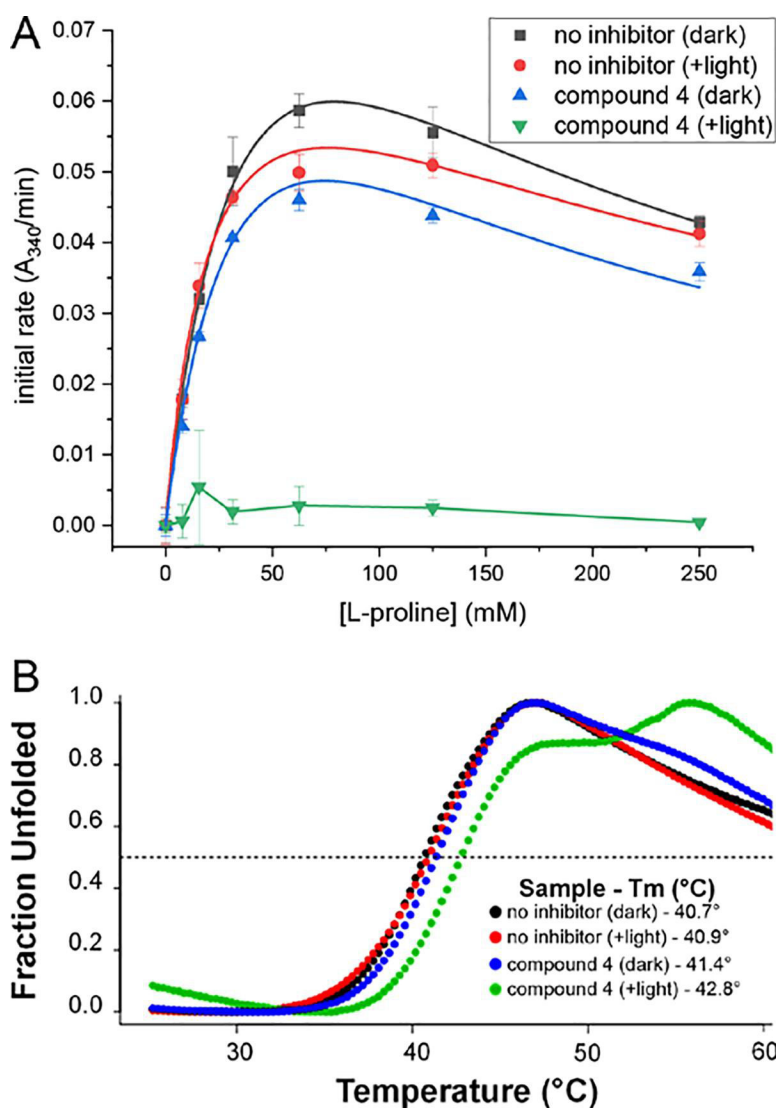 A
0.07
0.06
0.05
0.04
0.03
0.02
0.01
0.00
initial rate (A340/min)
no inhibitor (dark)
no inhibitor (+light)
compound 4 (dark)
compound 4 (+light)
0 50 100 150 200 250
[L-proline] (mM)
B
1.0
0.8
0.6
0.4
0.2
0.0
Fraction Unfolded
Sample - Tm (°C)
no inhibitor (dark) - 40.7°
no inhibitor (+light) - 40.9°
compound 4 (dark) - 41.4°
compound 4 (+light) - 42.8°
30 40 50 60
Temperature (°C)